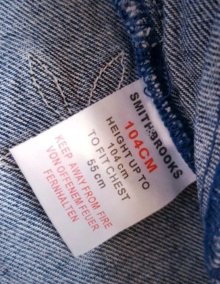 SMITH BROOKS
104CM
HEIGHT UP TO
104 cm
TO FIT CHEST
55cm
KEEP AWAY FROM FIRE
VON OFFENEM FEUER
FERNHALTEN